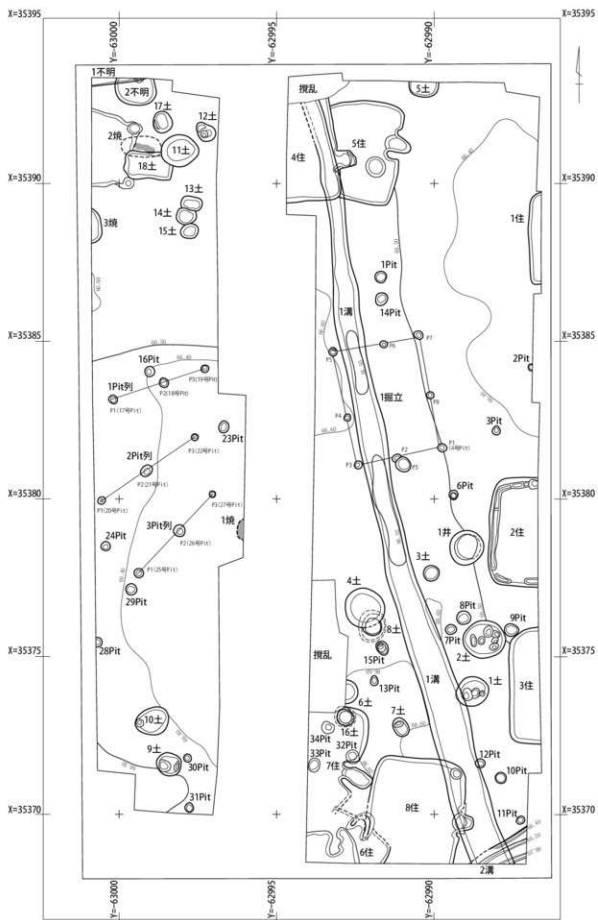 X=35395
X=35395
Y=-63000
Y=-62995
Y=-62990
1不明
2不明
17土
12土
2焼
11土
18土
13土
14土
15土
3焼
撹乱
5土
5住
4住
1住
X=35390
X=35390
1Pit
14Pit
1溝
X=35385
X=35385
P5
P6
P7
2Pit
16Pit
1Pit列
P3(19号Pit)
P2(18号Pit)
P1(17号Pit)
1掘立
P8
P4
23Pit
3Pit
2Pit列
P3(22号Pit)
P2(21号Pit)
P1(20号Pit)
P1
(4号Pit)
P2
P3
P5
X=35380
X=35380
6Pit
P3(27号Pit)
3Pit列
1焼
P2(26号Pit)
24Pit
P1(25号Pit)
29Pit
1井
2住
3土
4土
8土
8Pit
9Pit
7Pit
2土
28Pit
X=35375
X=35375
撹乱
15Pit
13Pit
1溝
1土
3住
6土
7土
16土
10土
34Pit
32Pit
33Pit
7住
9土
30Pit
12Pit
10Pit
31Pit
X=35370
X=35370
11Pit
8住
6住
2溝
Y=-63000
Y=-62995
Y=-62990